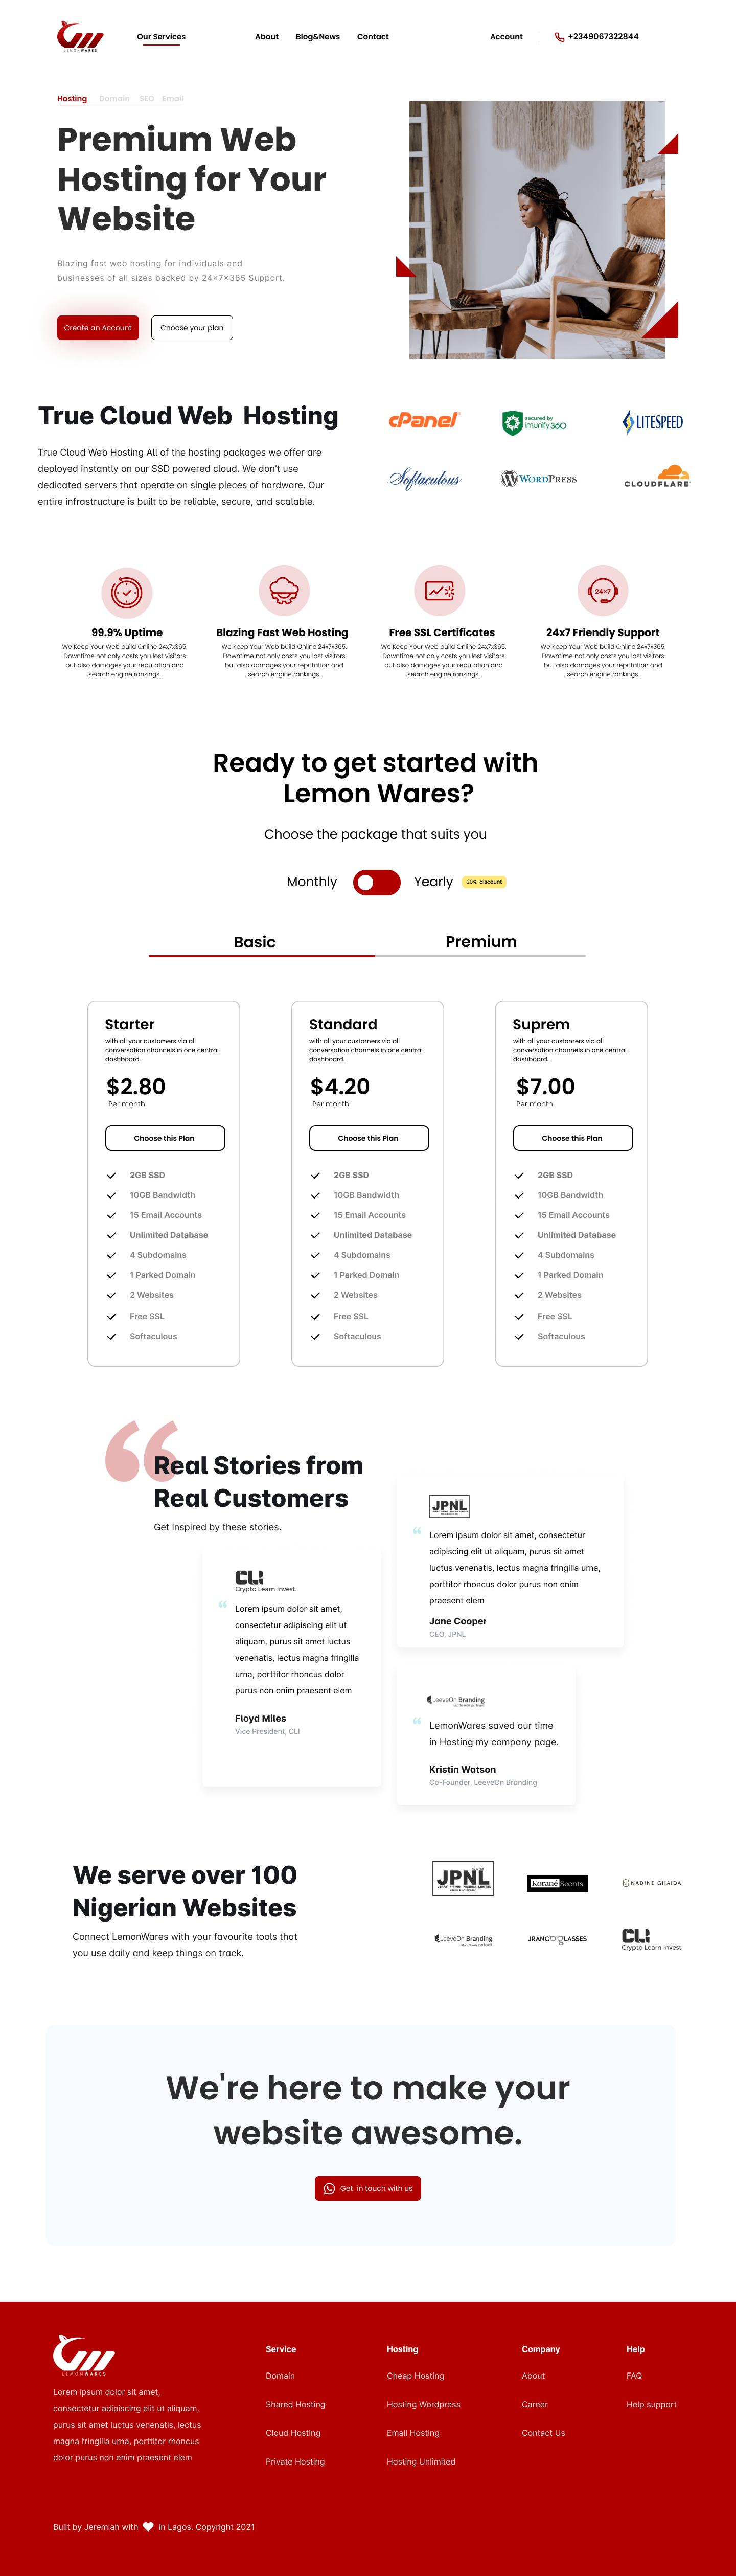 LEMONWARES
Our Services
About
Blog&News
Contact
Account
+2349067322844
Hosting
Domain
SEO
Email
Premium Web
Hosting for Your
Website
Blazing fast web hosting for individuals and
businesses of all sizes backed by 24×7×365 Support.
Create an Account
Choose your plan
True Cloud Web Hosting
True Cloud Web Hosting All of the hosting packages we offer are
deployed instantly on our SSD powered cloud. We don't use
dedicated servers that operate on single pieces of hardware. Our
entire infrastructure is built to be reliable, secure, and scalable.
cPanel
secured by
imunify360
LITESPEED
Softaculous
WORDPRESS
CLOUDFLARE
24×7
99.9% Uptime
We Keep Your Web build Online 24x7x365.
Downtime not only costs you lost visitors
but also damages your reputation and
search engine rankings.
Blazing Fast Web Hosting
We Keep Your Web build Online 24x7x365.
Downtime not only costs you lost visitors
but also damages your reputation and
search engine rankings.
Free SSL Certificates
We Keep Your Web build Online 24x7x365.
Downtime not only costs you lost visitors
but also damages your reputation and
search engine rankings.
24x7 Friendly Support
We Keep Your Web build Online 24x7x365.
Downtime not only costs you lost visitors
but also damages your reputation and
search engine rankings.
Ready to get started with
Lemon Wares?
Choose the package that suits you
Monthly
Yearly
20% discount
Basic
Premium
Starter
with all your customers via all
conversation channels in one central
dashboard.
$2.80
Per month
Choose this Plan
2GB SSD
10GB Bandwidth
15 Email Accounts
Unlimited Database
4 Subdomains
1 Parked Domain
2 Websites
Free SSL
Softaculous
Standard
with all your customers via all
conversation channels in one central
dashboard.
$4.20
Per month
Choose this Plan
2GB SSD
10GB Bandwidth
15 Email Accounts
Unlimited Database
4 Subdomains
1 Parked Domain
2 Websites
Free SSL
Softaculous
Suprem
with all your customers via all
conversation channels in one central
dashboard.
$7.00
Per month
Choose this Plan
2GB SSD
10GB Bandwidth
15 Email Accounts
Unlimited Database
4 Subdomains
1 Parked Domain
2 Websites
Free SSL
Softaculous
“
Real Stories from
Real Customers
Get inspired by these stories.
CLI
Crypto Learn Invest.
“
Lorem ipsum dolor sit amet,
consectetur adipiscing elit ut
aliquam, purus sit amet luctus
venenatis, lectus magna fringilla
urna, porttitor rhoncus dolor
purus non enim praesent elem
Floyd Miles
Vice President, CLI
JPNL
“
Lorem ipsum dolor sit amet, consectetur
adipiscing elit ut aliquam, purus sit amet
luctus venenatis, lectus magna fringilla urna,
porttitor rhoncus dolor purus non enim
praesent elem
Jane Cooper
CEO, JPNL
LeeveOn Branding
“
LemonWares saved our time
in Hosting my company page.
Kristin Watson
Co-Founder, LeeveOn Branding
We serve over 100
Nigerian Websites
Connect LemonWares with your favourite tools that
you use daily and keep things on track.
JPNL
Korané Scents
NADINE GHAIDA
LeeveOn Branding
JRANG GLASSES
CLI
Crypto Learn Invest.
We're here to make your
website awesome.
Get in touch with us
LEMONWARES
Lorem ipsum dolor sit amet,
consectetur adipiscing elit ut aliquam,
purus sit amet luctus venenatis, lectus
magna fringilla urna, porttitor rhoncus
dolor purus non enim praesent elem
Service
Domain
Shared Hosting
Cloud Hosting
Private Hosting
Hosting
Cheap Hosting
Hosting Wordpress
Email Hosting
Hosting Unlimited
Company
About
Career
Contact Us
Help
FAQ
Help support
Built by Jeremiah with ♥ in Lagos. Copyright 2021